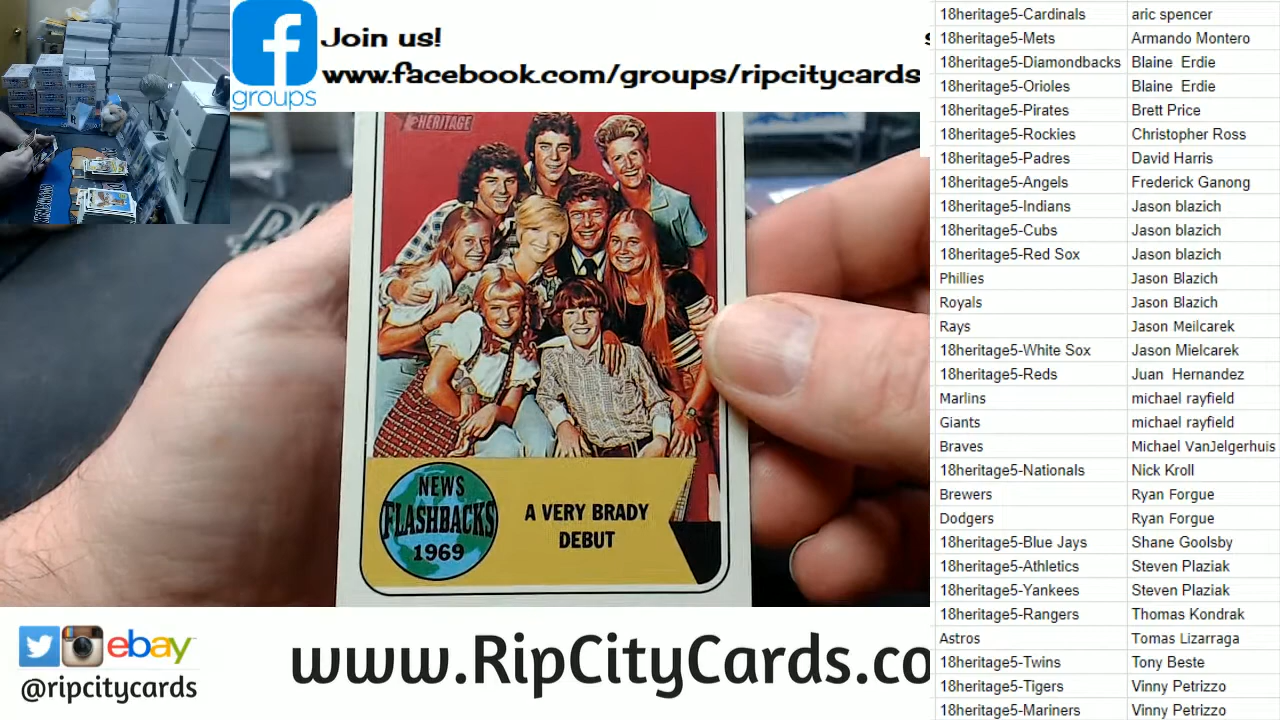 Join us!
www.facebook.com/groups/ripcitycards
groups
HERITAGE
NEWS
FLASHBACKS
1969
A VERY BRADY
DEBUT
ebay
@ripcitycards
www.RipCityCards.co
18heritage5-Cardinals aric spencer
18heritage5-Mets Armando Montero
18heritage5-Diamondbacks Blaine Erdie
18heritage5-Orioles Blaine Erdie
18heritage5-Pirates Brett Price
18heritage5-Rockies Christopher Ross
18heritage5-Padres David Harris
18heritage5-Angels Frederick Ganong
18heritage5-Indians Jason blazich
18heritage5-Cubs Jason blazich
18heritage5-Red Sox Jason blazich
Phillies Jason Blazich
Royals Jason Blazich
Rays Jason Meilcarek
18heritage5-White Sox Jason Mielcarek
18heritage5-Reds Juan Hernandez
Marlins michael rayfield
Giants michael rayfield
Braves Michael VanJelgerhuis
18heritage5-Nationals Nick Kroll
Brewers Ryan Forgue
Dodgers Ryan Forgue
18heritage5-Blue Jays Shane Goolsby
18heritage5-Athletics Steven Plaziak
18heritage5-Yankees Steven Plaziak
18heritage5-Rangers Thomas Kondrak
Astros Tomas Lizarraga
18heritage5-Twins Tony Beste
18heritage5-Tigers Vinny Petrizzo
18heritage5-Mariners Vinny Petrizzo